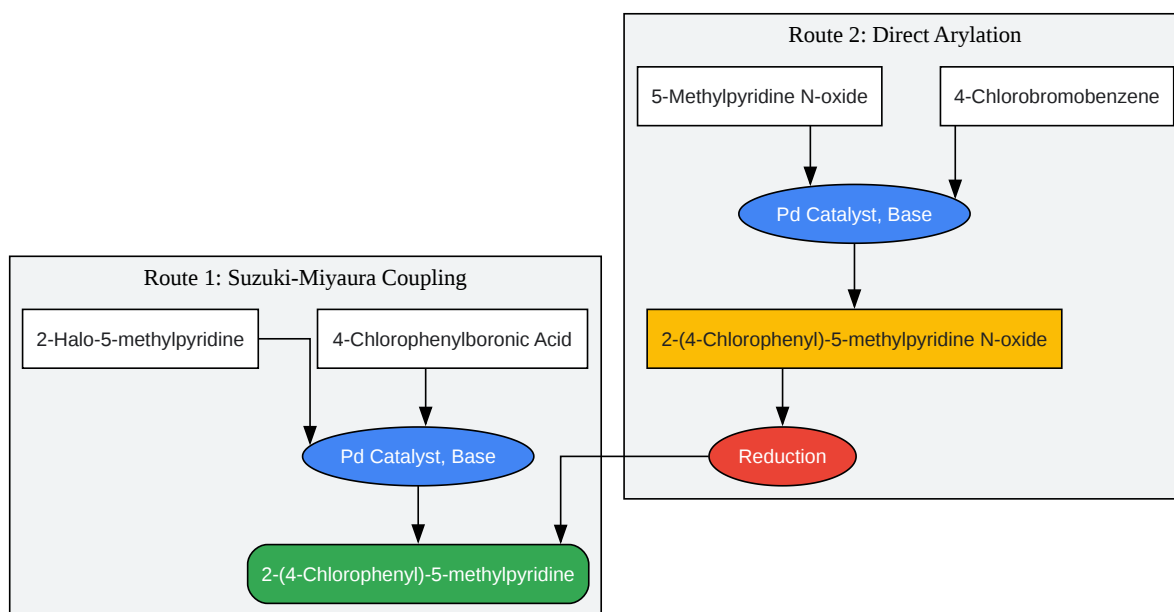 Route 2: Direct Arylation
5-Methylpyridine N-oxide
4-Chlorobromobenzene
Pd Catalyst, Base
2-(4-Chlorophenyl)-5-methylpyridine N-oxide
Reduction
Route 1: Suzuki-Miyaura Coupling
2-Halo-5-methylpyridine
4-Chlorophenylboronic Acid
Pd Catalyst, Base
2-(4-Chlorophenyl)-5-methylpyridine